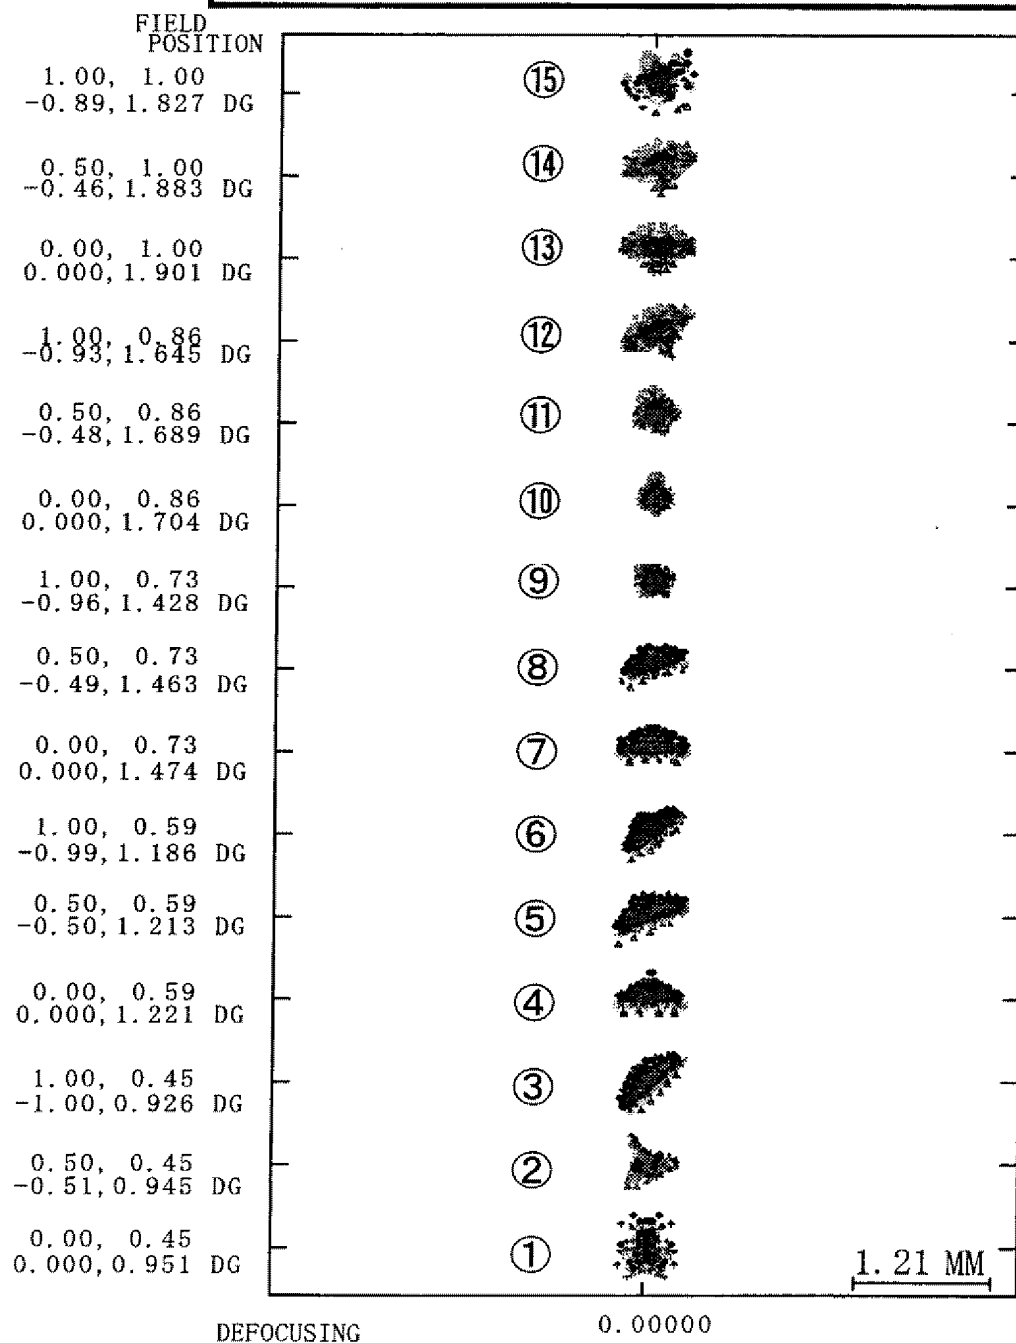 FIELD
POSITION
1.00, 1.00
-0.89, 1.827 DG
⑮
0.50, 1.00
-0.46, 1.883 DG
⑭
0.00, 1.00
0.000, 1.901 DG
⑬
1.00, 0.86
-0.93, 1.645 DG
⑫
0.50, 0.86
-0.48, 1.689 DG
⑪
0.00, 0.86
0.000, 1.704 DG
⑩
1.00, 0.73
-0.96, 1.428 DG
⑨
0.50, 0.73
-0.49, 1.463 DG
⑧
0.00, 0.73
0.000, 1.474 DG
⑦
1.00, 0.59
-0.99, 1.186 DG
⑥
0.50, 0.59
-0.50, 1.213 DG
⑤
0.00, 0.59
0.000, 1.221 DG
④
1.00, 0.45
-1.00, 0.926 DG
③
0.50, 0.45
-0.51, 0.945 DG
②
0.00, 0.45
0.000, 0.951 DG
①
1.21 MM
DEFOCUSING
0.00000